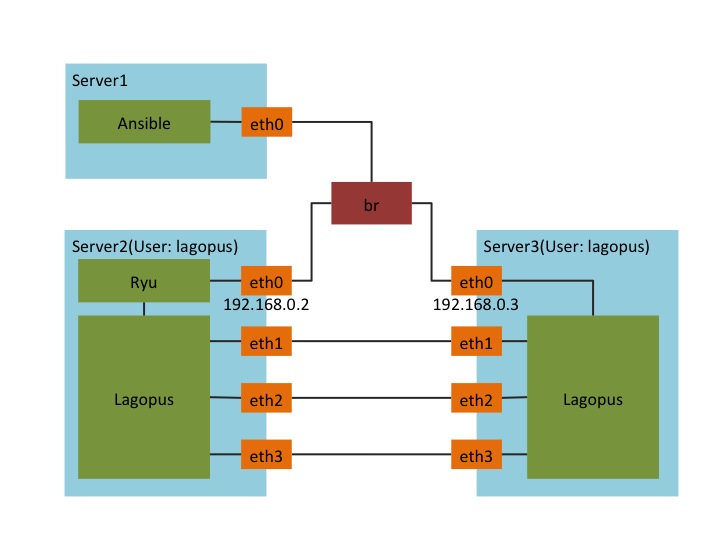 Server1
Ansible
eth0
br
Server2(User: lagopus)
Server3(User: lagopus)
Ryu
eth0
eth0
192.168.0.2
192.168.0.3
eth1
eth1
Lagopus
eth2
eth2
Lagopus
eth3
eth3